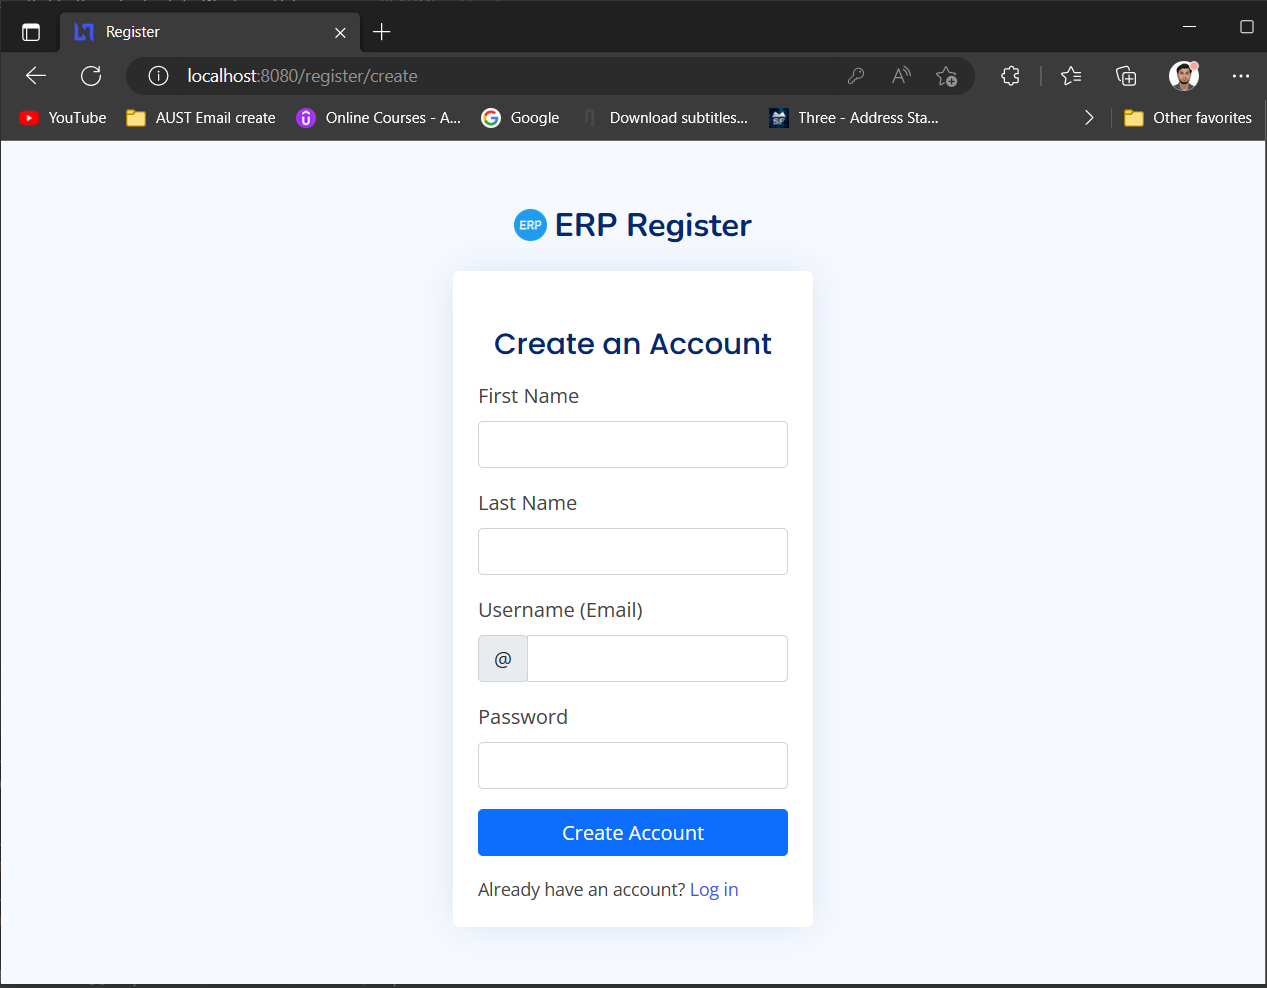 Register
localhost:8080/register/create
YouTube AUST Email create Online Courses - A... Google Download subtitles... Three - Address Sta... Other favorites
ERP ERP Register
Create an Account
First Name
Last Name
Username (Email)
@
Password
Create Account
Already have an account? Log in